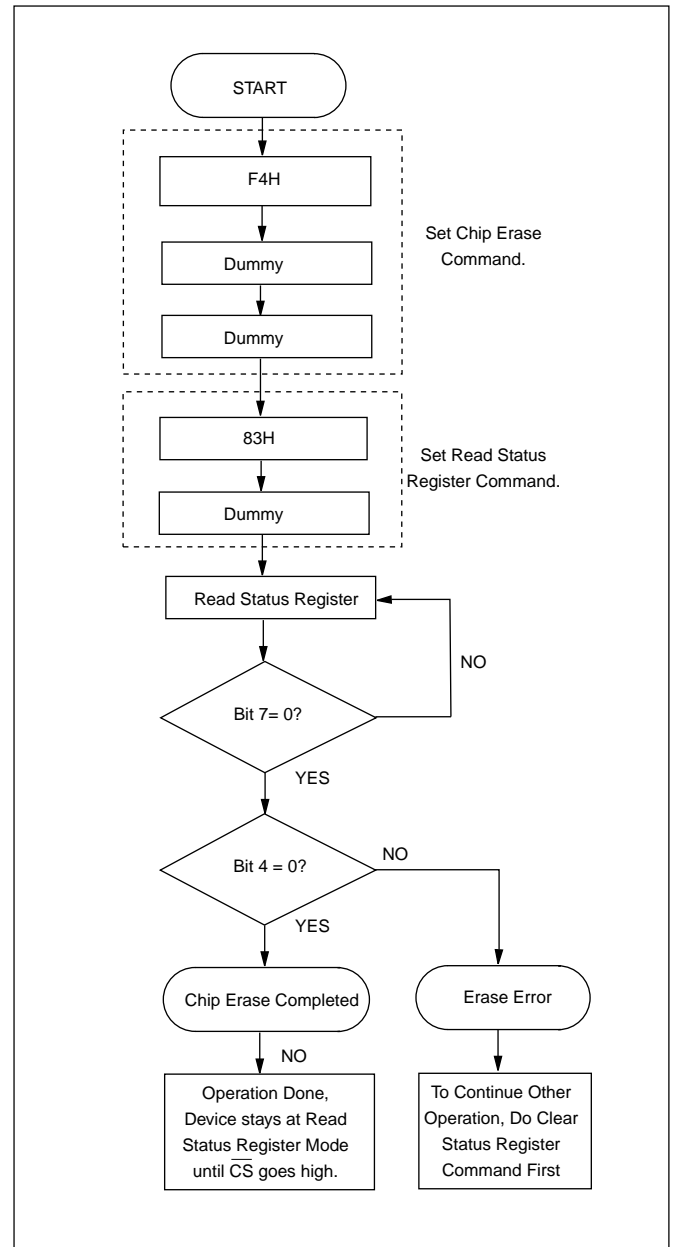 START
F4H
Dummy
Dummy
Set Chip Erase
Command.
83H
Dummy
Set Read Status
Register Command.
Read Status Register
NO
Bit 7= 0?
YES
Bit 4 = 0?
NO
YES
Chip Erase Completed
Erase Error
NO
Operation Done,
Device stays at Read
Status Register Mode
until C̅S̅ goes high.
To Continue Other
Operation, Do Clear
Status Register
Command First